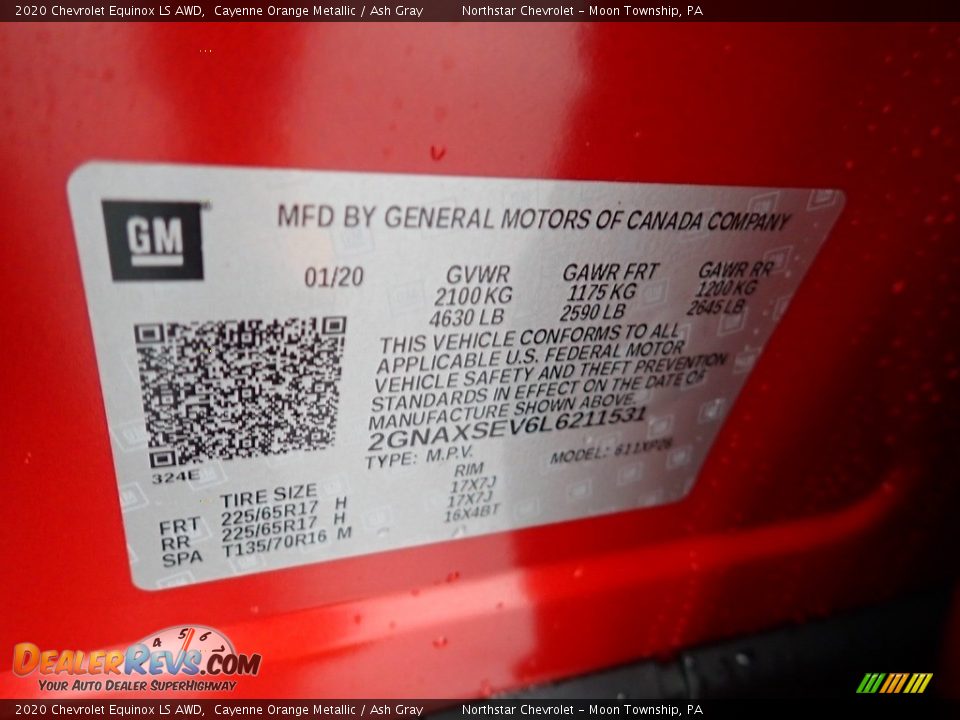 2020 Chevrolet Equinox LS AWD,  Cayenne Orange Metallic / Ash Gray        Northstar Chevrolet - Moon Township, PA
GM
MFD BY GENERAL MOTORS OF CANADA COMPANY
01/20 GVWR GAWR FRT GAWR RR
2100 KG 1175 KG 1200 KG
4630 LB 2590 LB 2645 LB
THIS VEHICLE CONFORMS TO ALL
APPLICABLE U.S. FEDERAL MOTOR
VEHICLE SAFETY AND THEFT PREVENTION
STANDARDS IN EFFECT ON THE DATE OF
MANUFACTURE SHOWN ABOVE.
2GNAXSEV6L6211531
TYPE: M.P.V. MODEL: 611XP26
324E
TIRE SIZE RIM
FRT 225/65R17 H 17X7J
RR 225/65R17 H 17X7J
SPA T135/70R16 M 16X4BT
4 5 6
DEALERREVS.COM
YOUR AUTO DEALER SUPERHIGHWAY
2020 Chevrolet Equinox LS AWD,  Cayenne Orange Metallic / Ash Gray        Northstar Chevrolet - Moon Township, PA